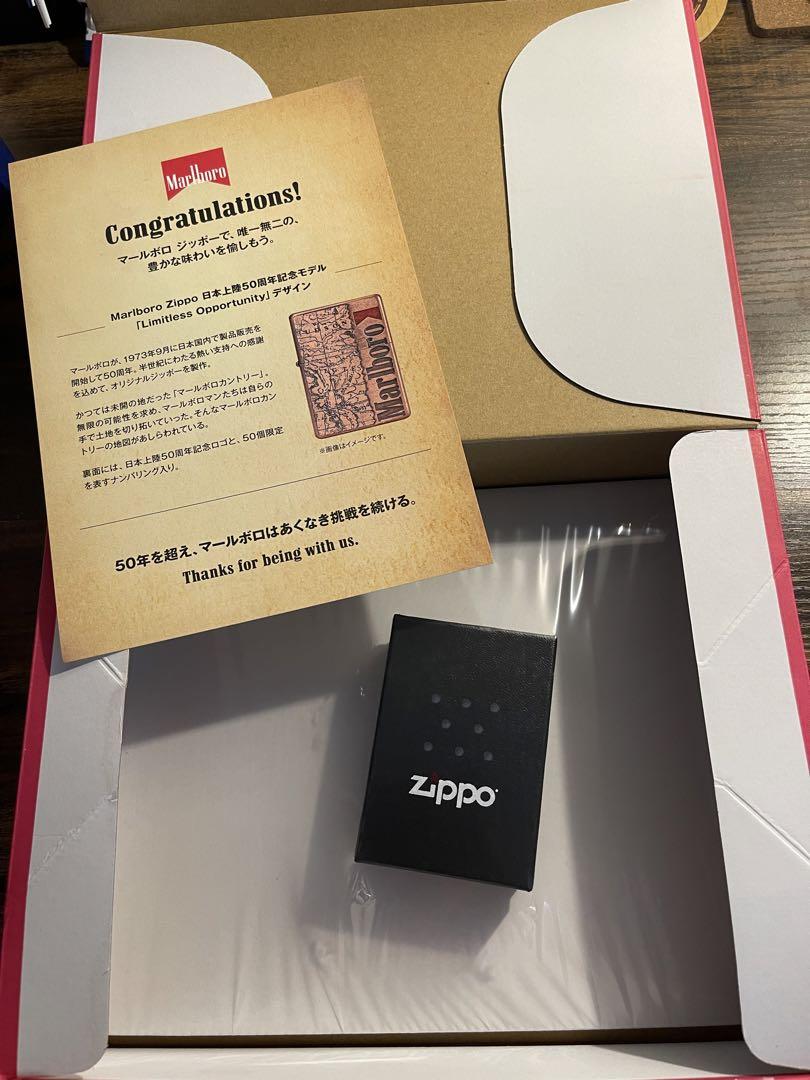 Marlboro
Congratulations!
マールボロ ジッポーで、唯一無二の、
豊かな味わいを愉しもう。
Marlboro Zippo 日本上陸50周年記念モデル
「Limitless Opportunity」デザイン
マールボロが、1973年9月に日本国内で製品販売を
開始して50周年。半世紀にわたる熱い支持への感謝
を込めて、オリジナルジッポーを製作。
かつては未開の地だった「マールボロカントリー」。
無限の可能性を求め、マールボロマンたちは自らの
手で土地を切り拓いていった。そんなマールボロカン
トリーの地図があしらわれている。
裏面には、日本上陸50周年記念ロゴと、50個限定
を表すナンバリング入り。
Marlboro
※画像はイメージです。
50年を超え、マールボロはあくなき挑戦を続ける。
Thanks for being with us.
zippo